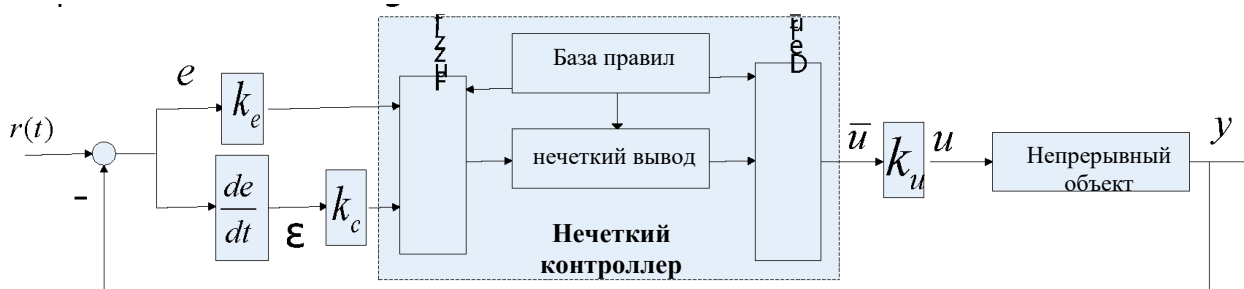 База правил
e
k_e
r(t)
нечеткий вывод
y
ū
k_u
u
Непрерывный
объект
-
de
dt
ε
k_c
Нечеткий
контроллер